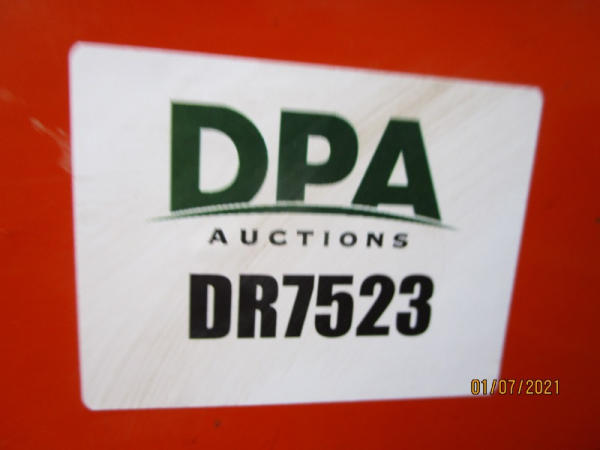 DPA
AUCTIONS
DR7523
01/07/2021